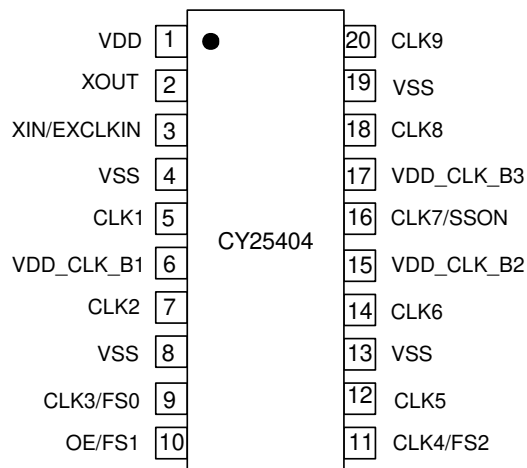 VDD 1 20 CLK9
XOUT 2 19 VSS
XIN/EXCLKIN 3 18 CLK8
VSS 4 17 VDD_CLK_B3
CLK1 5 16 CLK7/SSON
CY25404
VDD_CLK_B1 6 15 VDD_CLK_B2
CLK2 7 14 CLK6
VSS 8 13 VSS
CLK3/FS0 9 12 CLK5
OE/FS1 10 11 CLK4/FS2